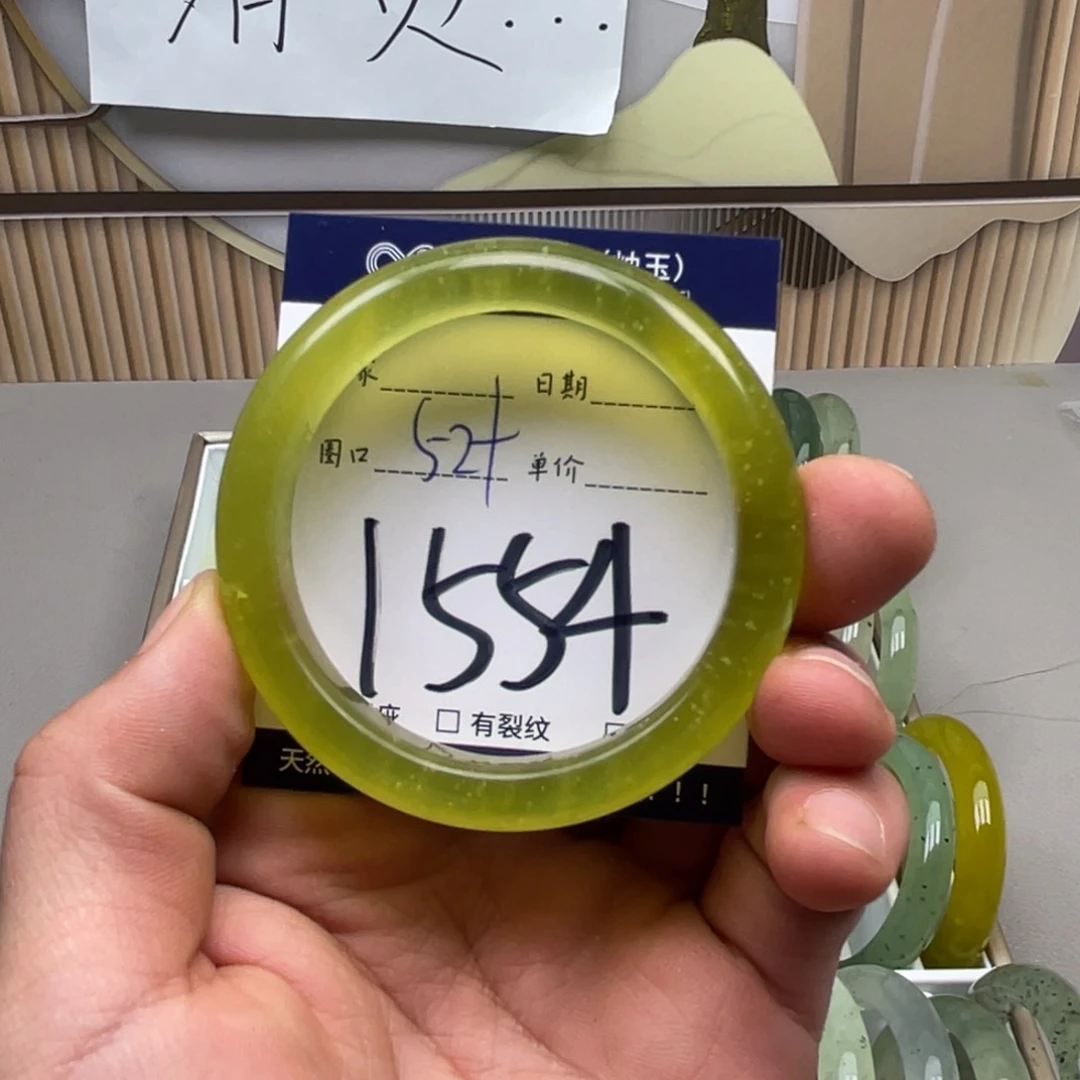 (岫玉)
日期
圈口 52+ 单价
1554
□ 有裂纹
天然 !!!